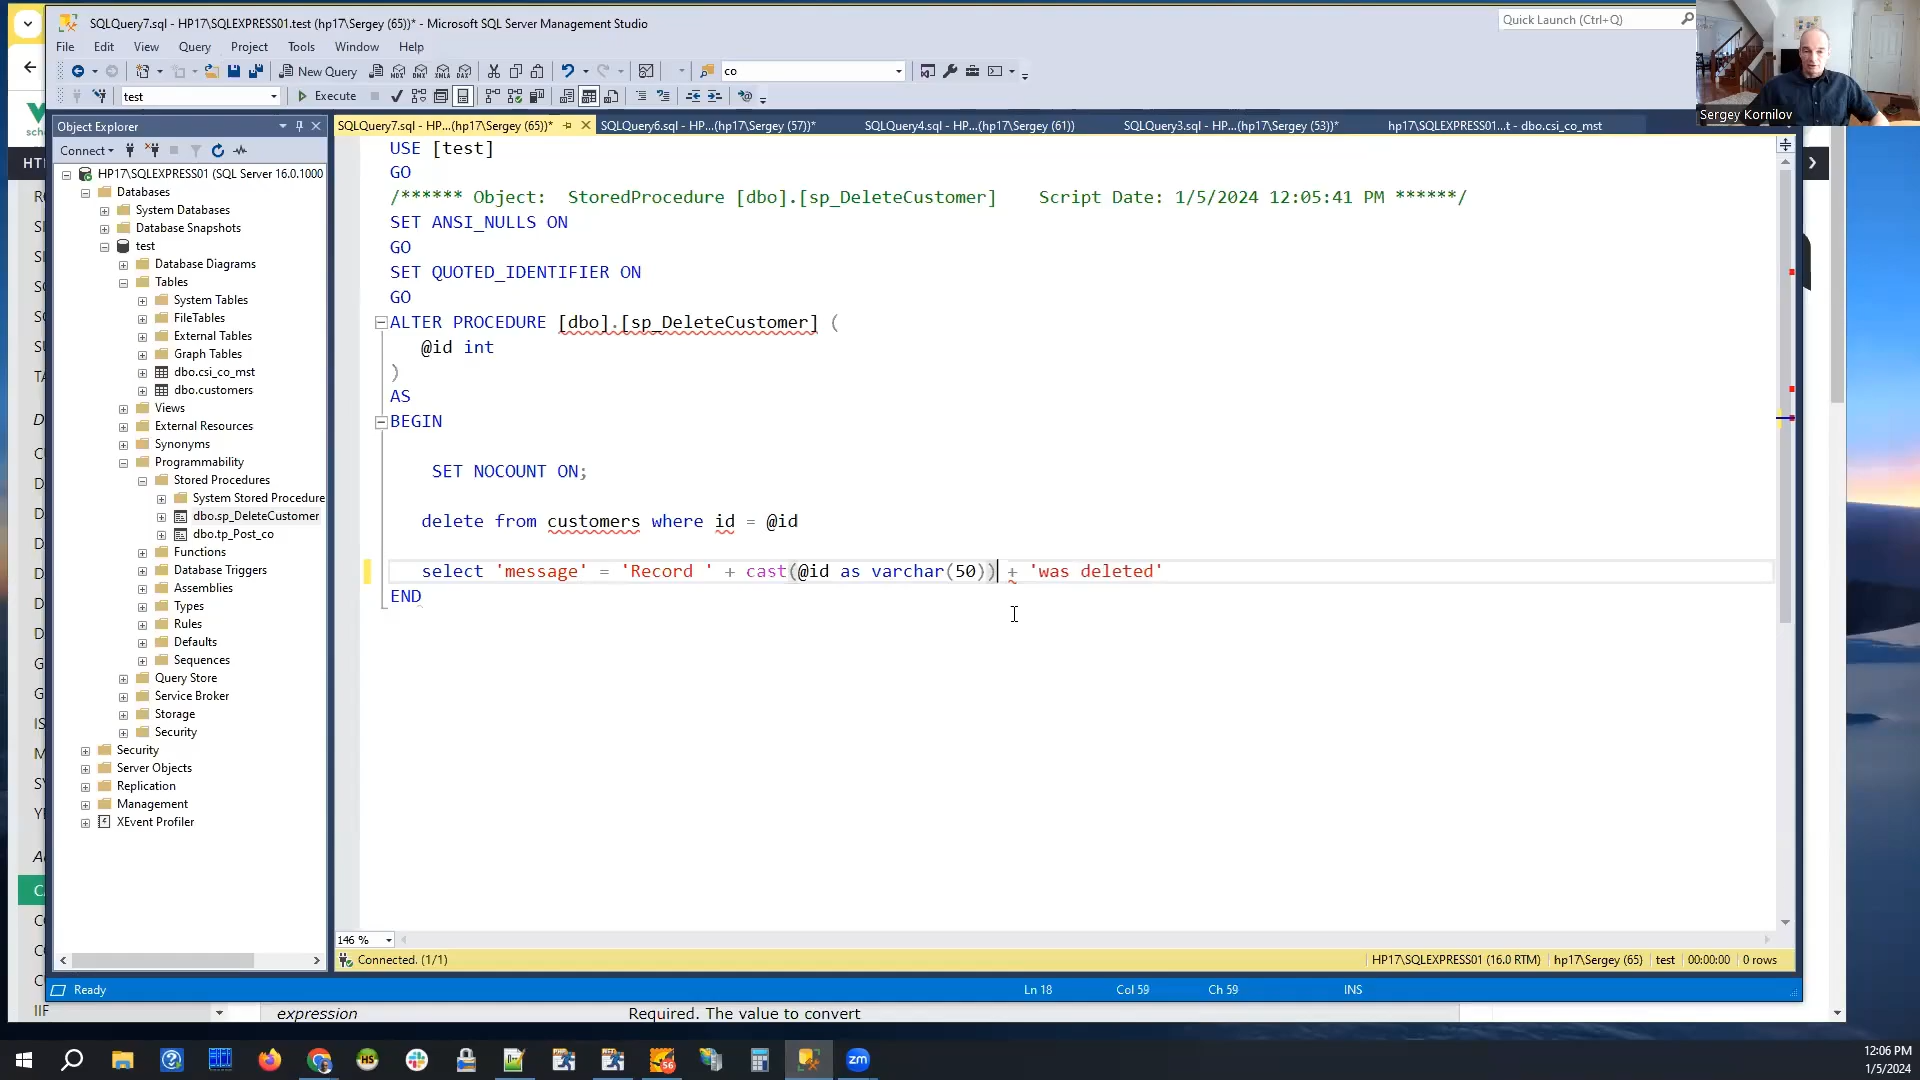 SQLQuery7.sql - HP17\SQLEXPRESS01.test (hp17\Sergey (65))* - Microsoft SQL Server Management Studio
Quick Launch (Ctrl+Q)
File Edit View Query Project Tools Window Help
New Query
MDX DMX XMLA DAX
co
test
Execute
Sergey Kornilov
Object Explorer
SQLQuery7.sql - HP...(hp17\Sergey (65))*
SQLQuery6.sql - HP...(hp17\Sergey (57))*
SQLQuery4.sql - HP...(hp17\Sergey (61))
SQLQuery3.sql - HP...(hp17\Sergey (53))*
hp17\SQLEXPRESS01...t - dbo.csi_co_mst
Connect
HP17\SQLEXPRESS01 (SQL Server 16.0.1000
Databases
System Databases
Database Snapshots
test
Database Diagrams
Tables
System Tables
FileTables
External Tables
Graph Tables
dbo.csi_co_mst
dbo.customers
Views
External Resources
Synonyms
Programmability
Stored Procedures
System Stored Procedure
dbo.sp_DeleteCustomer
dbo.tp_Post_co
Functions
Database Triggers
Assemblies
Types
Rules
Defaults
Sequences
Query Store
Service Broker
Storage
Security
Security
Server Objects
Replication
Management
XEvent Profiler
USE [test]
GO
/****** Object:  StoredProcedure [dbo].[sp_DeleteCustomer]    Script Date: 1/5/2024 12:05:41 PM ******/
SET ANSI_NULLS ON
GO
SET QUOTED_IDENTIFIER ON
GO
ALTER PROCEDURE [dbo].[sp_DeleteCustomer] (
@id int
)
AS
BEGIN
SET NOCOUNT ON;
delete from customers where id = @id
select 'message' = 'Record ' + cast(@id as varchar(50)) + 'was deleted'
END
146 %
Connected. (1/1)
HP17\SQLEXPRESS01 (16.0 RTM) hp17\Sergey (65) test 00:00:00 0 rows
Ready
Ln 18 Col 59 Ch 59 INS
IIF
expression
Required. The value to convert
HS
56
zm
12:06 PM
1/5/2024